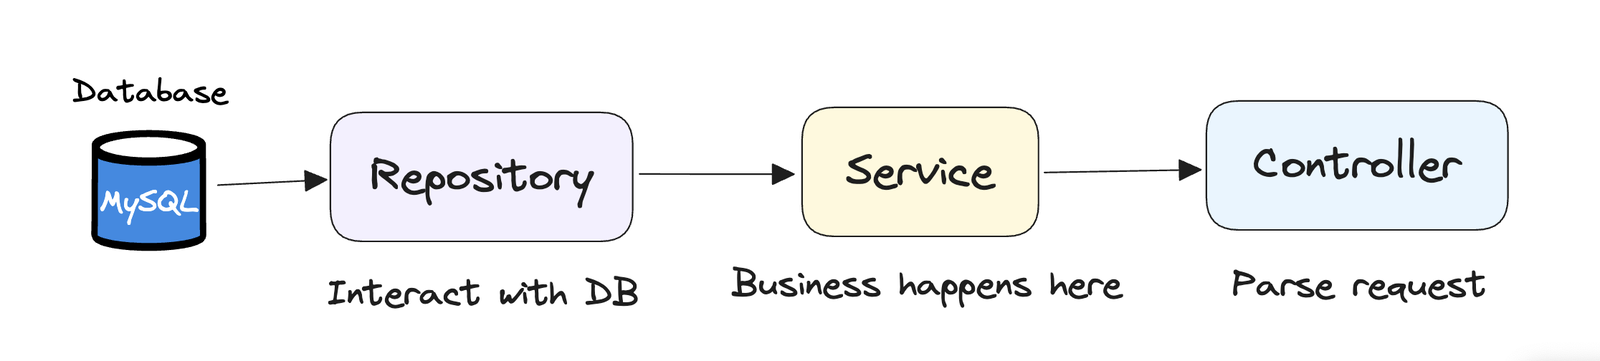 Database
MySQL
Repository
Service
Controller
Interact with DB
Business happens here
Parse request